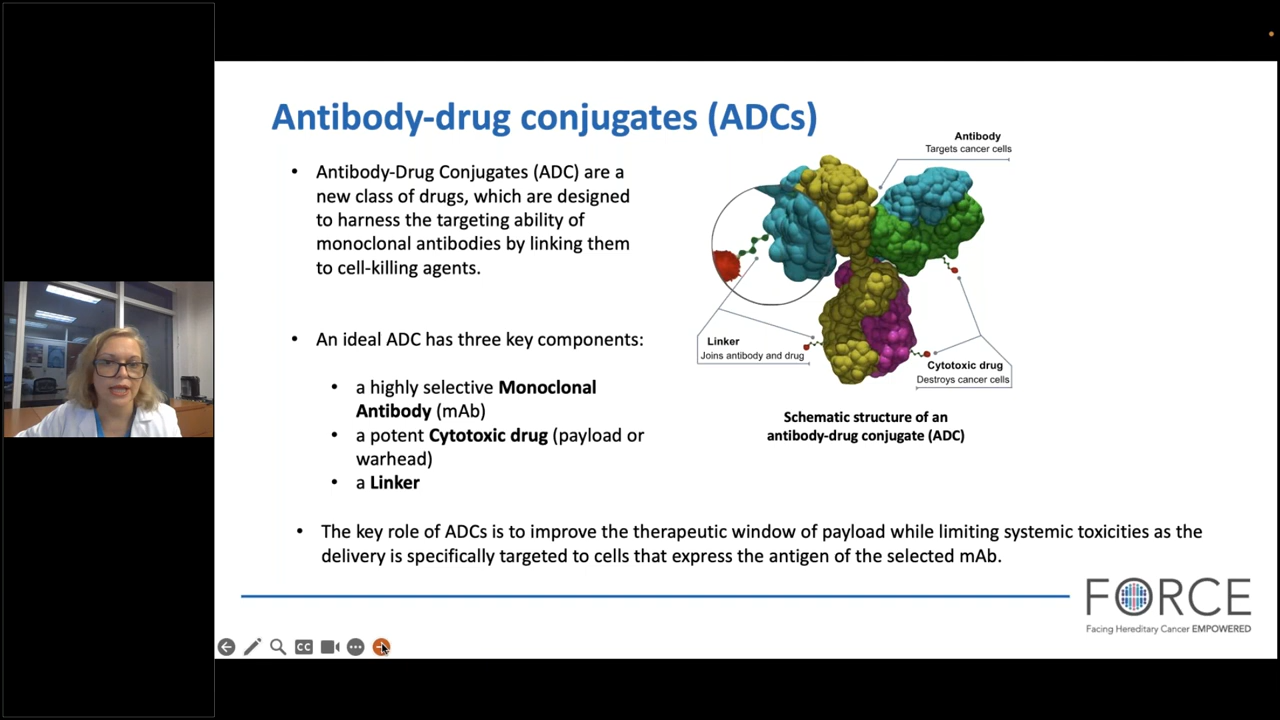 Antibody-drug conjugates (ADCs)
• Antibody-Drug Conjugates (ADC) are a
new class of drugs, which are designed
to harness the targeting ability of
monoclonal antibodies by linking them
to cell-killing agents.
• An ideal ADC has three key components:
• a highly selective Monoclonal
Antibody (mAb)
• a potent Cytotoxic drug (payload or
warhead)
• a Linker
Antibody
Targets cancer cells
Linker
Joins antibody and drug
Cytotoxic drug
Destroys cancer cells
Schematic structure of an
antibody-drug conjugate (ADC)
• The key role of ADCs is to improve the therapeutic window of payload while limiting systemic toxicities as the
delivery is specifically targeted to cells that express the antigen of the selected mAb.
FORCE
Facing Hereditary Cancer EMPOWERED
CC